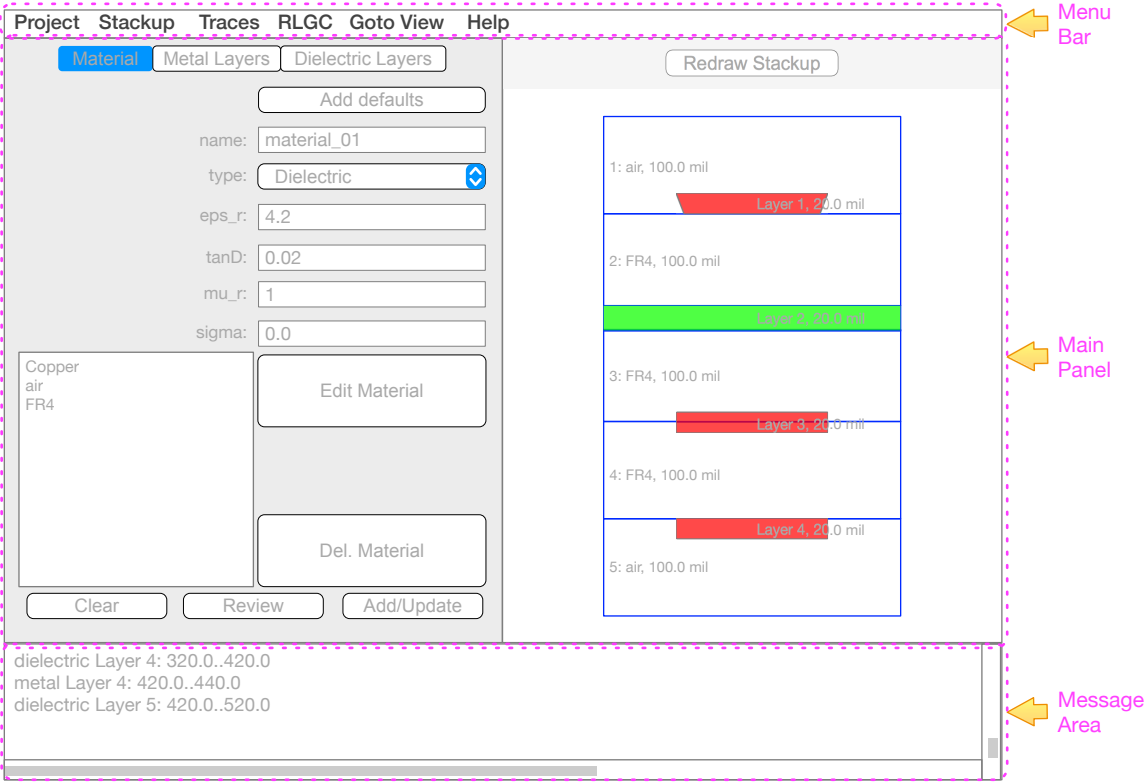 Project Stackup Traces RLGC Goto View Help
Menu
Bar
Material Metal Layers Dielectric Layers
Add defaults
name: material_01
type: Dielectric
eps_r: 4.2
tanD: 0.02
mu_r: 1
sigma: 0.0
Copper
air
FR4
Edit Material
Del. Material
Clear Review Add/Update
Redraw Stackup
1: air, 100.0 mil
Layer 1, 20.0 mil
2: FR4, 100.0 mil
Layer 2, 20.0 mil
3: FR4, 100.0 mil
Layer 3, 20.0 mil
4: FR4, 100.0 mil
Layer 4, 20.0 mil
5: air, 100.0 mil
Main
Panel
dielectric Layer 4: 320.0..420.0
metal Layer 4: 420.0..440.0
dielectric Layer 5: 420.0..520.0
Message
Area